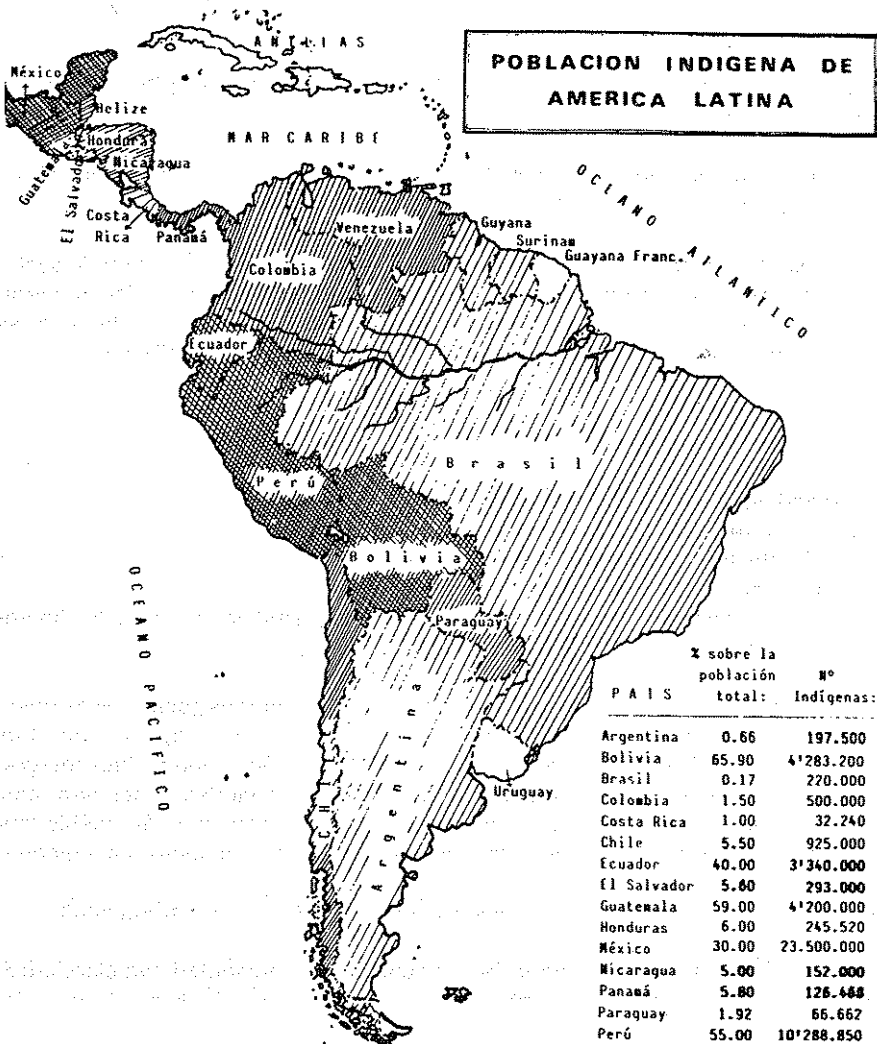 POBLACION INDIGENA DE
AMERICA LATINA
ANTILLAS
México
Belize
MAR CARIBE
Honduras
Guatemala
Nicaragua
El Salvador
Costa
Rica
Panamá
OCEANO ATLANTICO
Venezuela
Guyana
Surinam
Guayana Franc.
Colombia
Ecuador
Brasil
Perú
Bolivia
OCEANO PACIFICO
Paraguay
CHILE
Argentina
Uruguay
% sobre la
población Nº
PAIS total: Indígenas:
Argentina 0.66 197.500
Bolivia 65.90 4'283.200
Brasil 0.17 220.000
Colombia 1.50 500.000
Costa Rica 1.00 32.240
Chile 5.50 925.000
Ecuador 40.00 3'340.000
El Salvador 5.80 293.000
Guatemala 59.00 4'200.000
Honduras 6.00 245.520
México 30.00 23.500.000
Nicaragua 5.00 152.000
Panamá 5.80
Paraguay 1.92 66.662
Perú 55.00 10'288.850